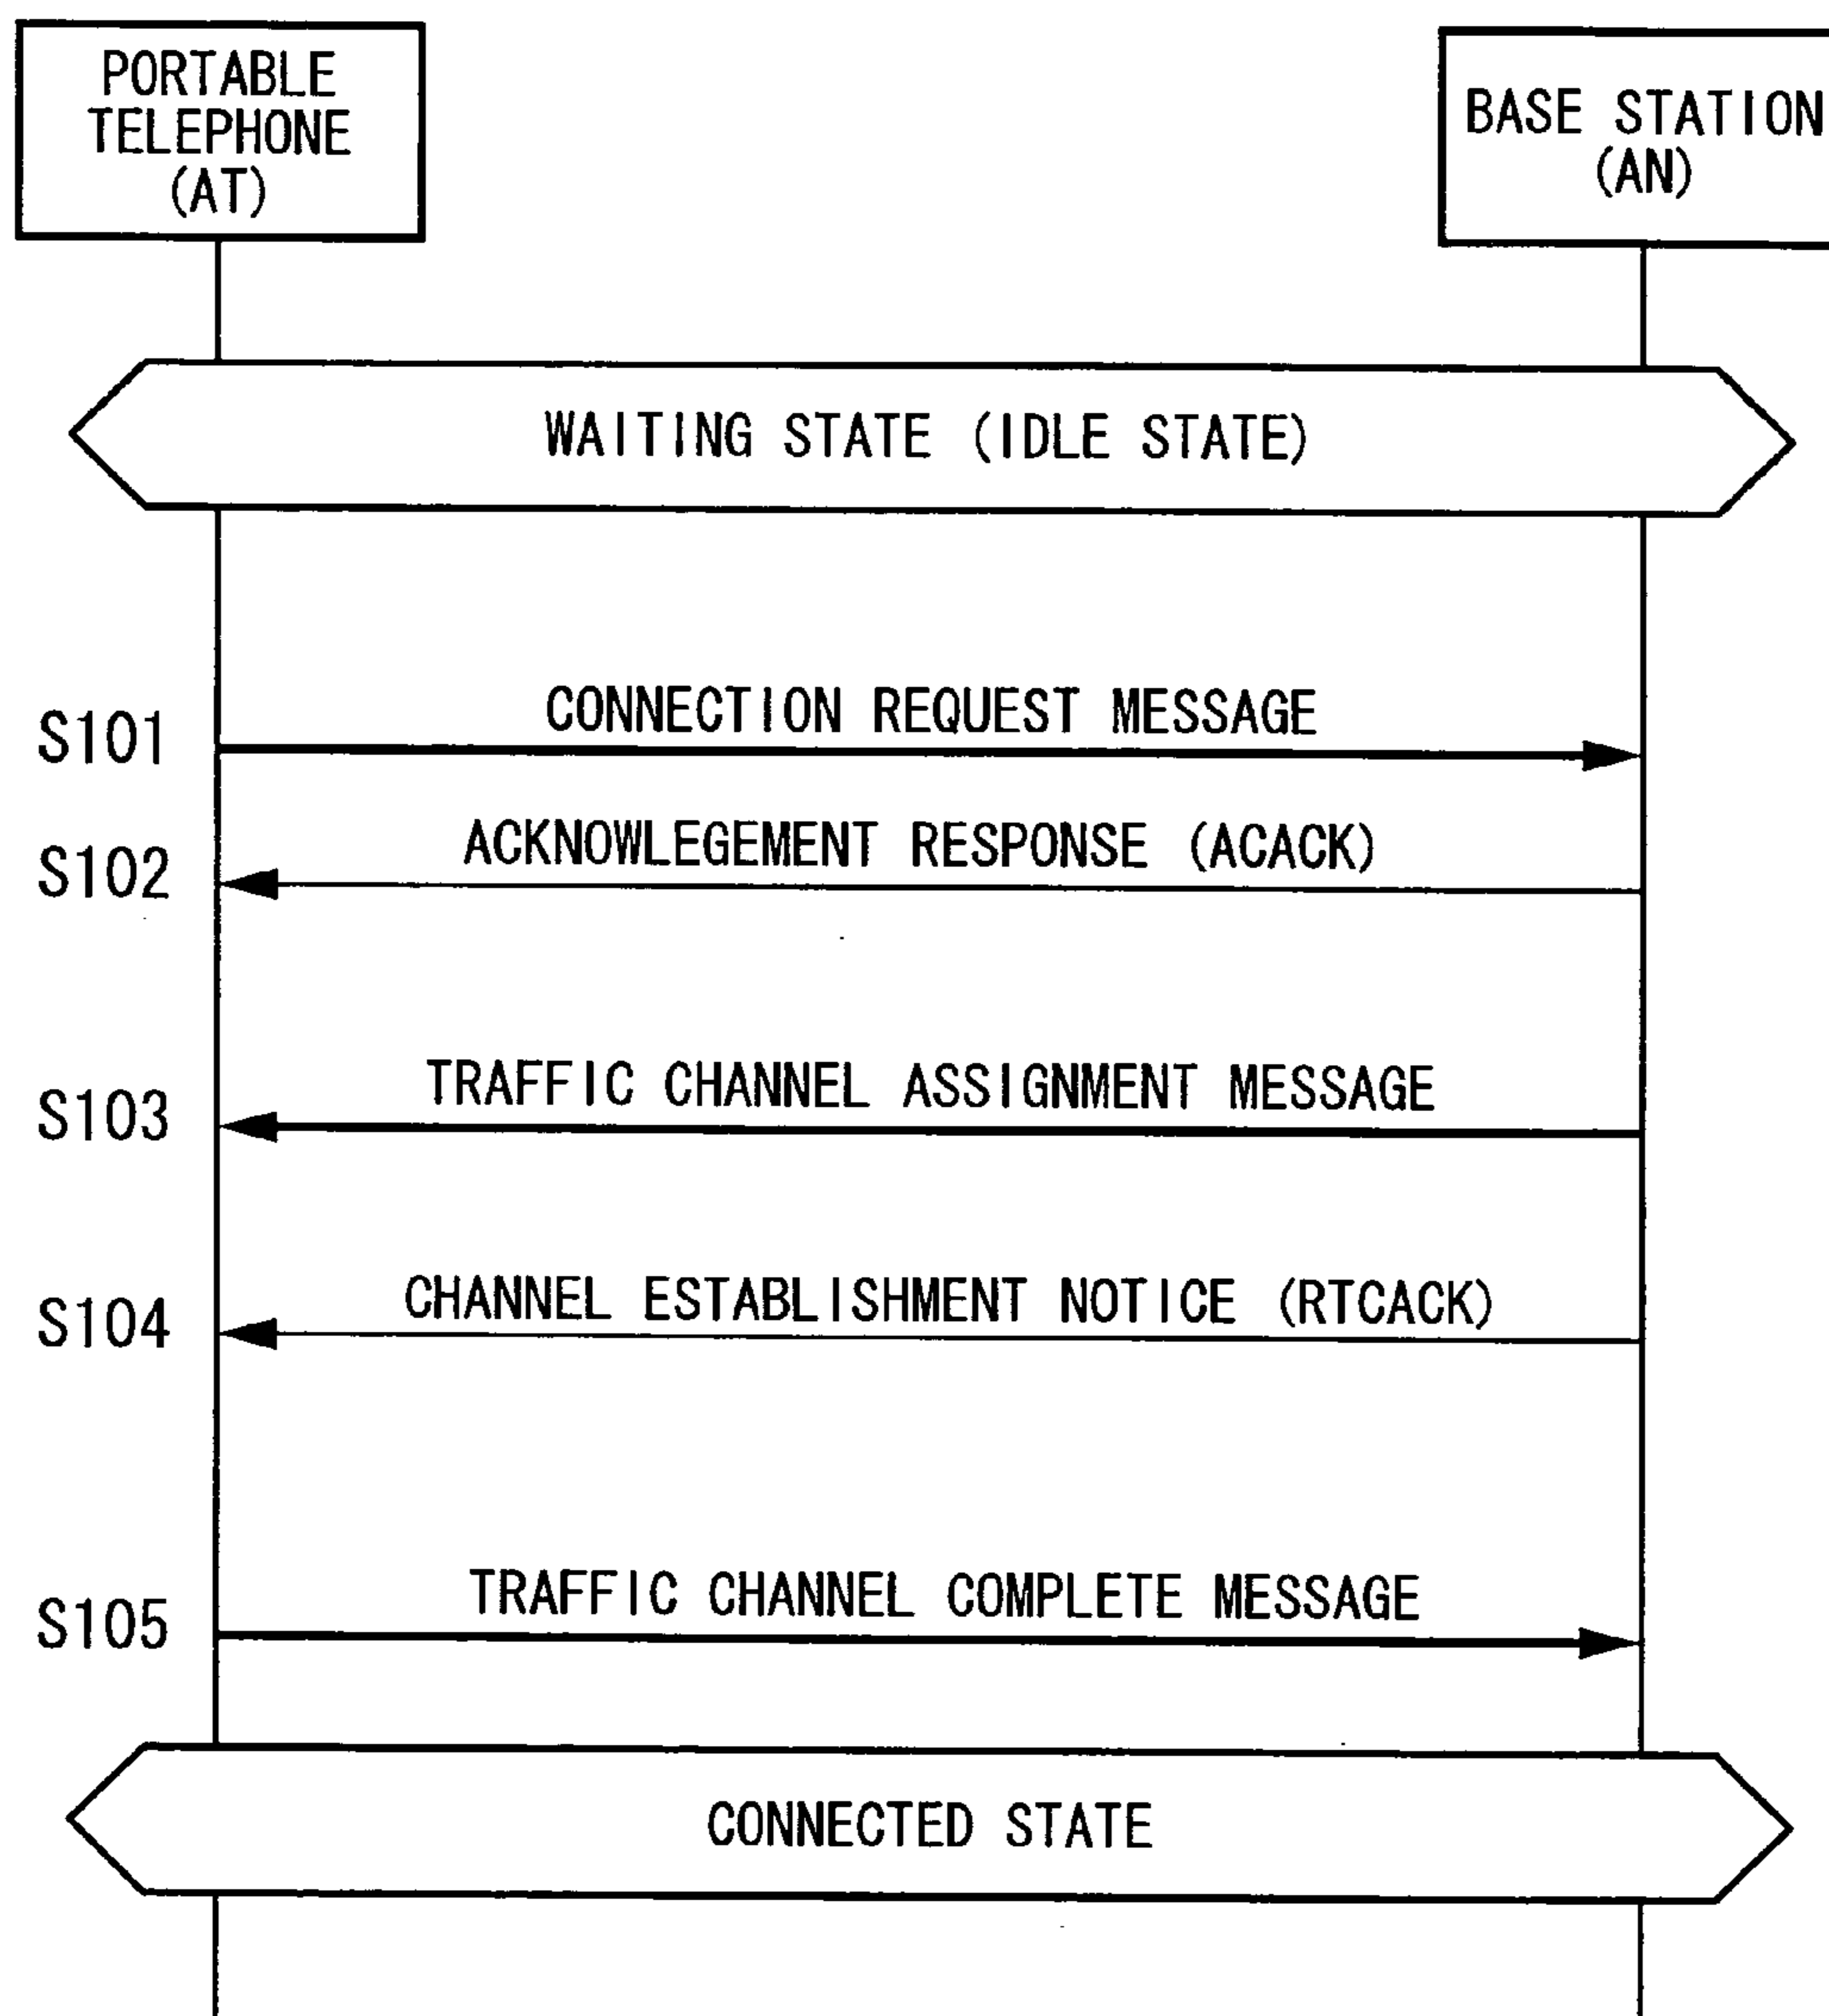 PORTABLE
TELEPHONE
(AT)
BASE STATION
(AN)
WAITING STATE (IDLE STATE)
S101
CONNECTION REQUEST MESSAGE
S102
ACKNOWLEGEMENT RESPONSE (ACACK)
S103
TRAFFIC CHANNEL ASSIGNMENT MESSAGE
S104
CHANNEL ESTABLISHMENT NOTICE (RTCACK)
S105
TRAFFIC CHANNEL COMPLETE MESSAGE
CONNECTED STATE